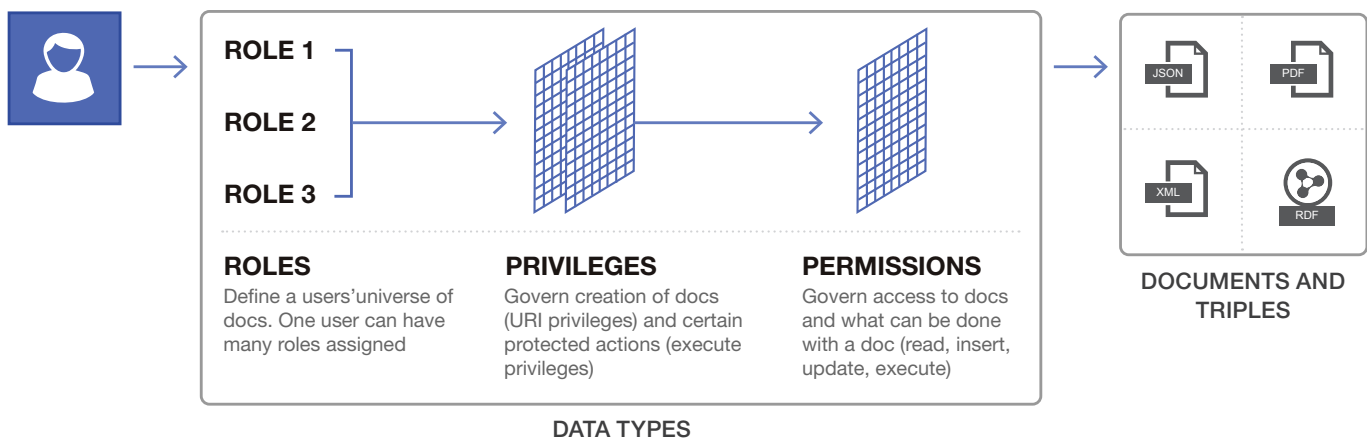 ROLE 1
ROLE 2
ROLE 3
ROLES
Define a users'universe of
docs. One user can have
many roles assigned
PRIVILEGES
Govern creation of docs
(URI privileges) and certain
protected actions (execute
privileges)
PERMISSIONS
Govern access to docs
and what can be done
with a doc (read, insert,
update, execute)
DATA TYPES
JSON
PDF
XML
RDF
DOCUMENTS AND
TRIPLES